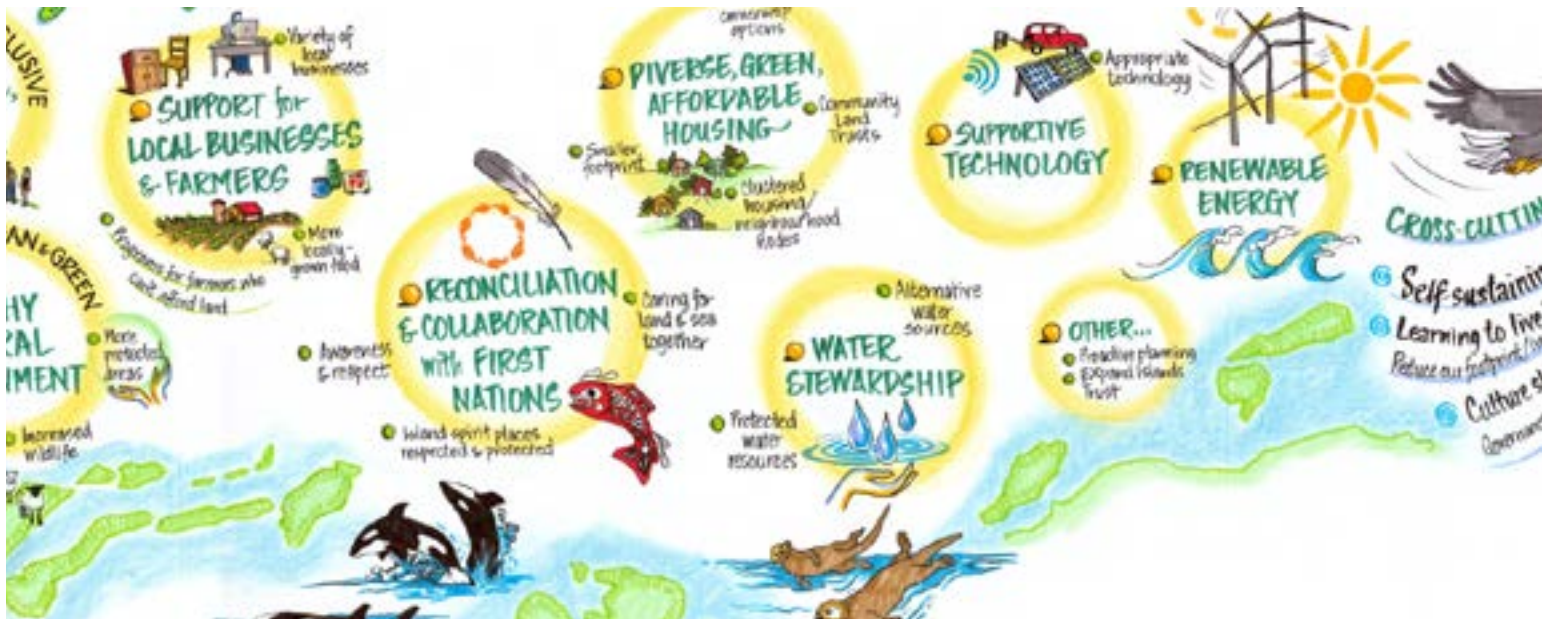 LUSIVE
Variety of
local
businesses
SUPPORT for
LOCAL BUSINESSES
& FARMERS
More
locally-
grown food
Programs for farmers who
can't afford land
AN & GREEN
HY
RAL
NMENT
More
protected
areas
Increased
wildlife
RECONCILIATION
& COLLABORATION
with FIRST
NATIONS
Caring for
land & sea
together
Awareness
& respect
Island spirit places
respected & protected
ownership
options
DIVERSE, GREEN,
AFFORDABLE
HOUSING
Community
Land
Trusts
Smaller
footprint
Clustered
housing/
neighbourhood
Nodes
SUPPORTIVE
TECHNOLOGY
Appropriate
technology
RENEWABLE
ENERGY
WATER
STEWARDSHIP
Alternative
water
sources
Protected
water
resources
OTHER...
planning
Expand Islands
Trust
CROSS-CUTTIN
Self sustainin
Learning to live
Reduce our footprint/
Culture s
Governan